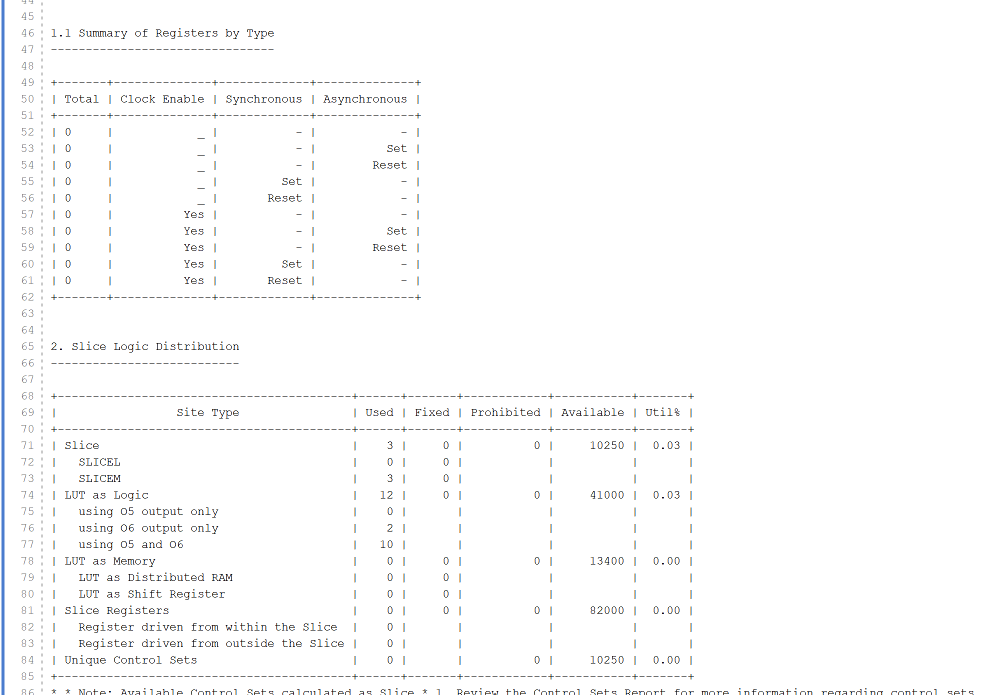 44
45
46 1.1 Summary of Registers by Type
47 --------------------------------
48
49 +-------+--------------+-------------+--------------+
50 | Total | Clock Enable | Synchronous | Asynchronous |
51 +-------+--------------+-------------+--------------+
52 | 0     |            _ |           - |            - |
53 | 0     |            _ |           - |          Set |
54 | 0     |            _ |           - |        Reset |
55 | 0     |            _ |         Set |            - |
56 | 0     |            _ |       Reset |            - |
57 | 0     |          Yes |           - |            - |
58 | 0     |          Yes |           - |          Set |
59 | 0     |          Yes |           - |        Reset |
60 | 0     |          Yes |         Set |            - |
61 | 0     |          Yes |       Reset |            - |
62 +-------+--------------+-------------+--------------+
63
64
65 2. Slice Logic Distribution
66 ---------------------------
67
68 +------------------------------------------+------+-------+------------+-----------+-------+
69 |                 Site Type                | Used | Fixed | Prohibited | Available | Util% |
70 +------------------------------------------+------+-------+------------+-----------+-------+
71 | Slice                                    |    3 |     0 |          0 |     10250 |  0.03 |
72 |   SLICEL                                 |    0 |     0 |            |           |       |
73 |   SLICEM                                 |    3 |     0 |            |           |       |
74 | LUT as Logic                             |   12 |     0 |          0 |     41000 |  0.03 |
75 |   using O5 output only                   |    0 |       |            |           |       |
76 |   using O6 output only                   |    2 |       |            |           |       |
77 |   using O5 and O6                        |   10 |       |            |           |       |
78 | LUT as Memory                            |    0 |     0 |          0 |     13400 |  0.00 |
79 |   LUT as Distributed RAM                 |    0 |     0 |            |           |       |
80 |   LUT as Shift Register                  |    0 |     0 |            |           |       |
81 | Slice Registers                          |    0 |     0 |          0 |     82000 |  0.00 |
82 |   Register driven from within the Slice  |    0 |       |            |           |       |
83 |   Register driven from outside the Slice |    0 |       |            |           |       |
84 | Unique Control Sets                      |    0 |       |          0 |     10250 |  0.00 |
85 +------------------------------------------+------+-------+------------+-----------+-------+
86 * * Note: Available Control Sets calculated as Slice * 1, Review the Control Sets Report for more information regarding control sets